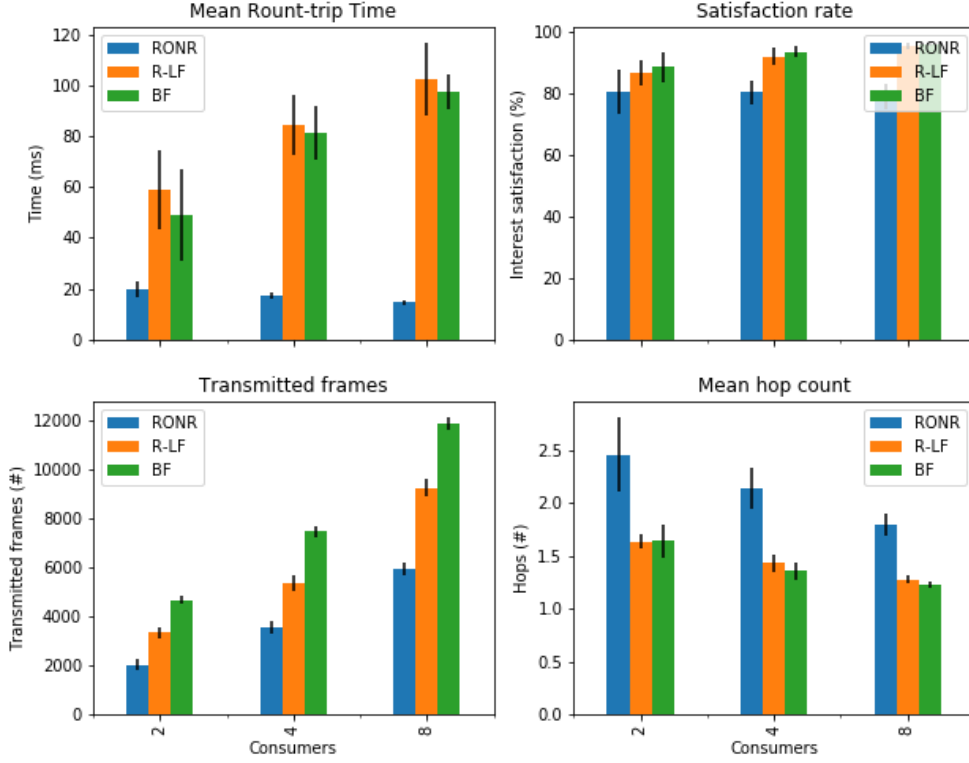 Mean Rount-trip Time
120
100
80
60
40
20
0
Time (ms)
RONR
R-LF
BF
Satisfaction rate
100
80
60
40
20
0
Interest satisfaction (%)
RONR
R-LF
BF
Transmitted frames
12000
10000
8000
6000
4000
2000
0
Transmitted frames (#)
RONR
R-LF
BF
2
4
8
Consumers
Mean hop count
2.5
2.0
1.5
1.0
0.5
0.0
Hops (#)
RONR
R-LF
BF
2
4
8
Consumers